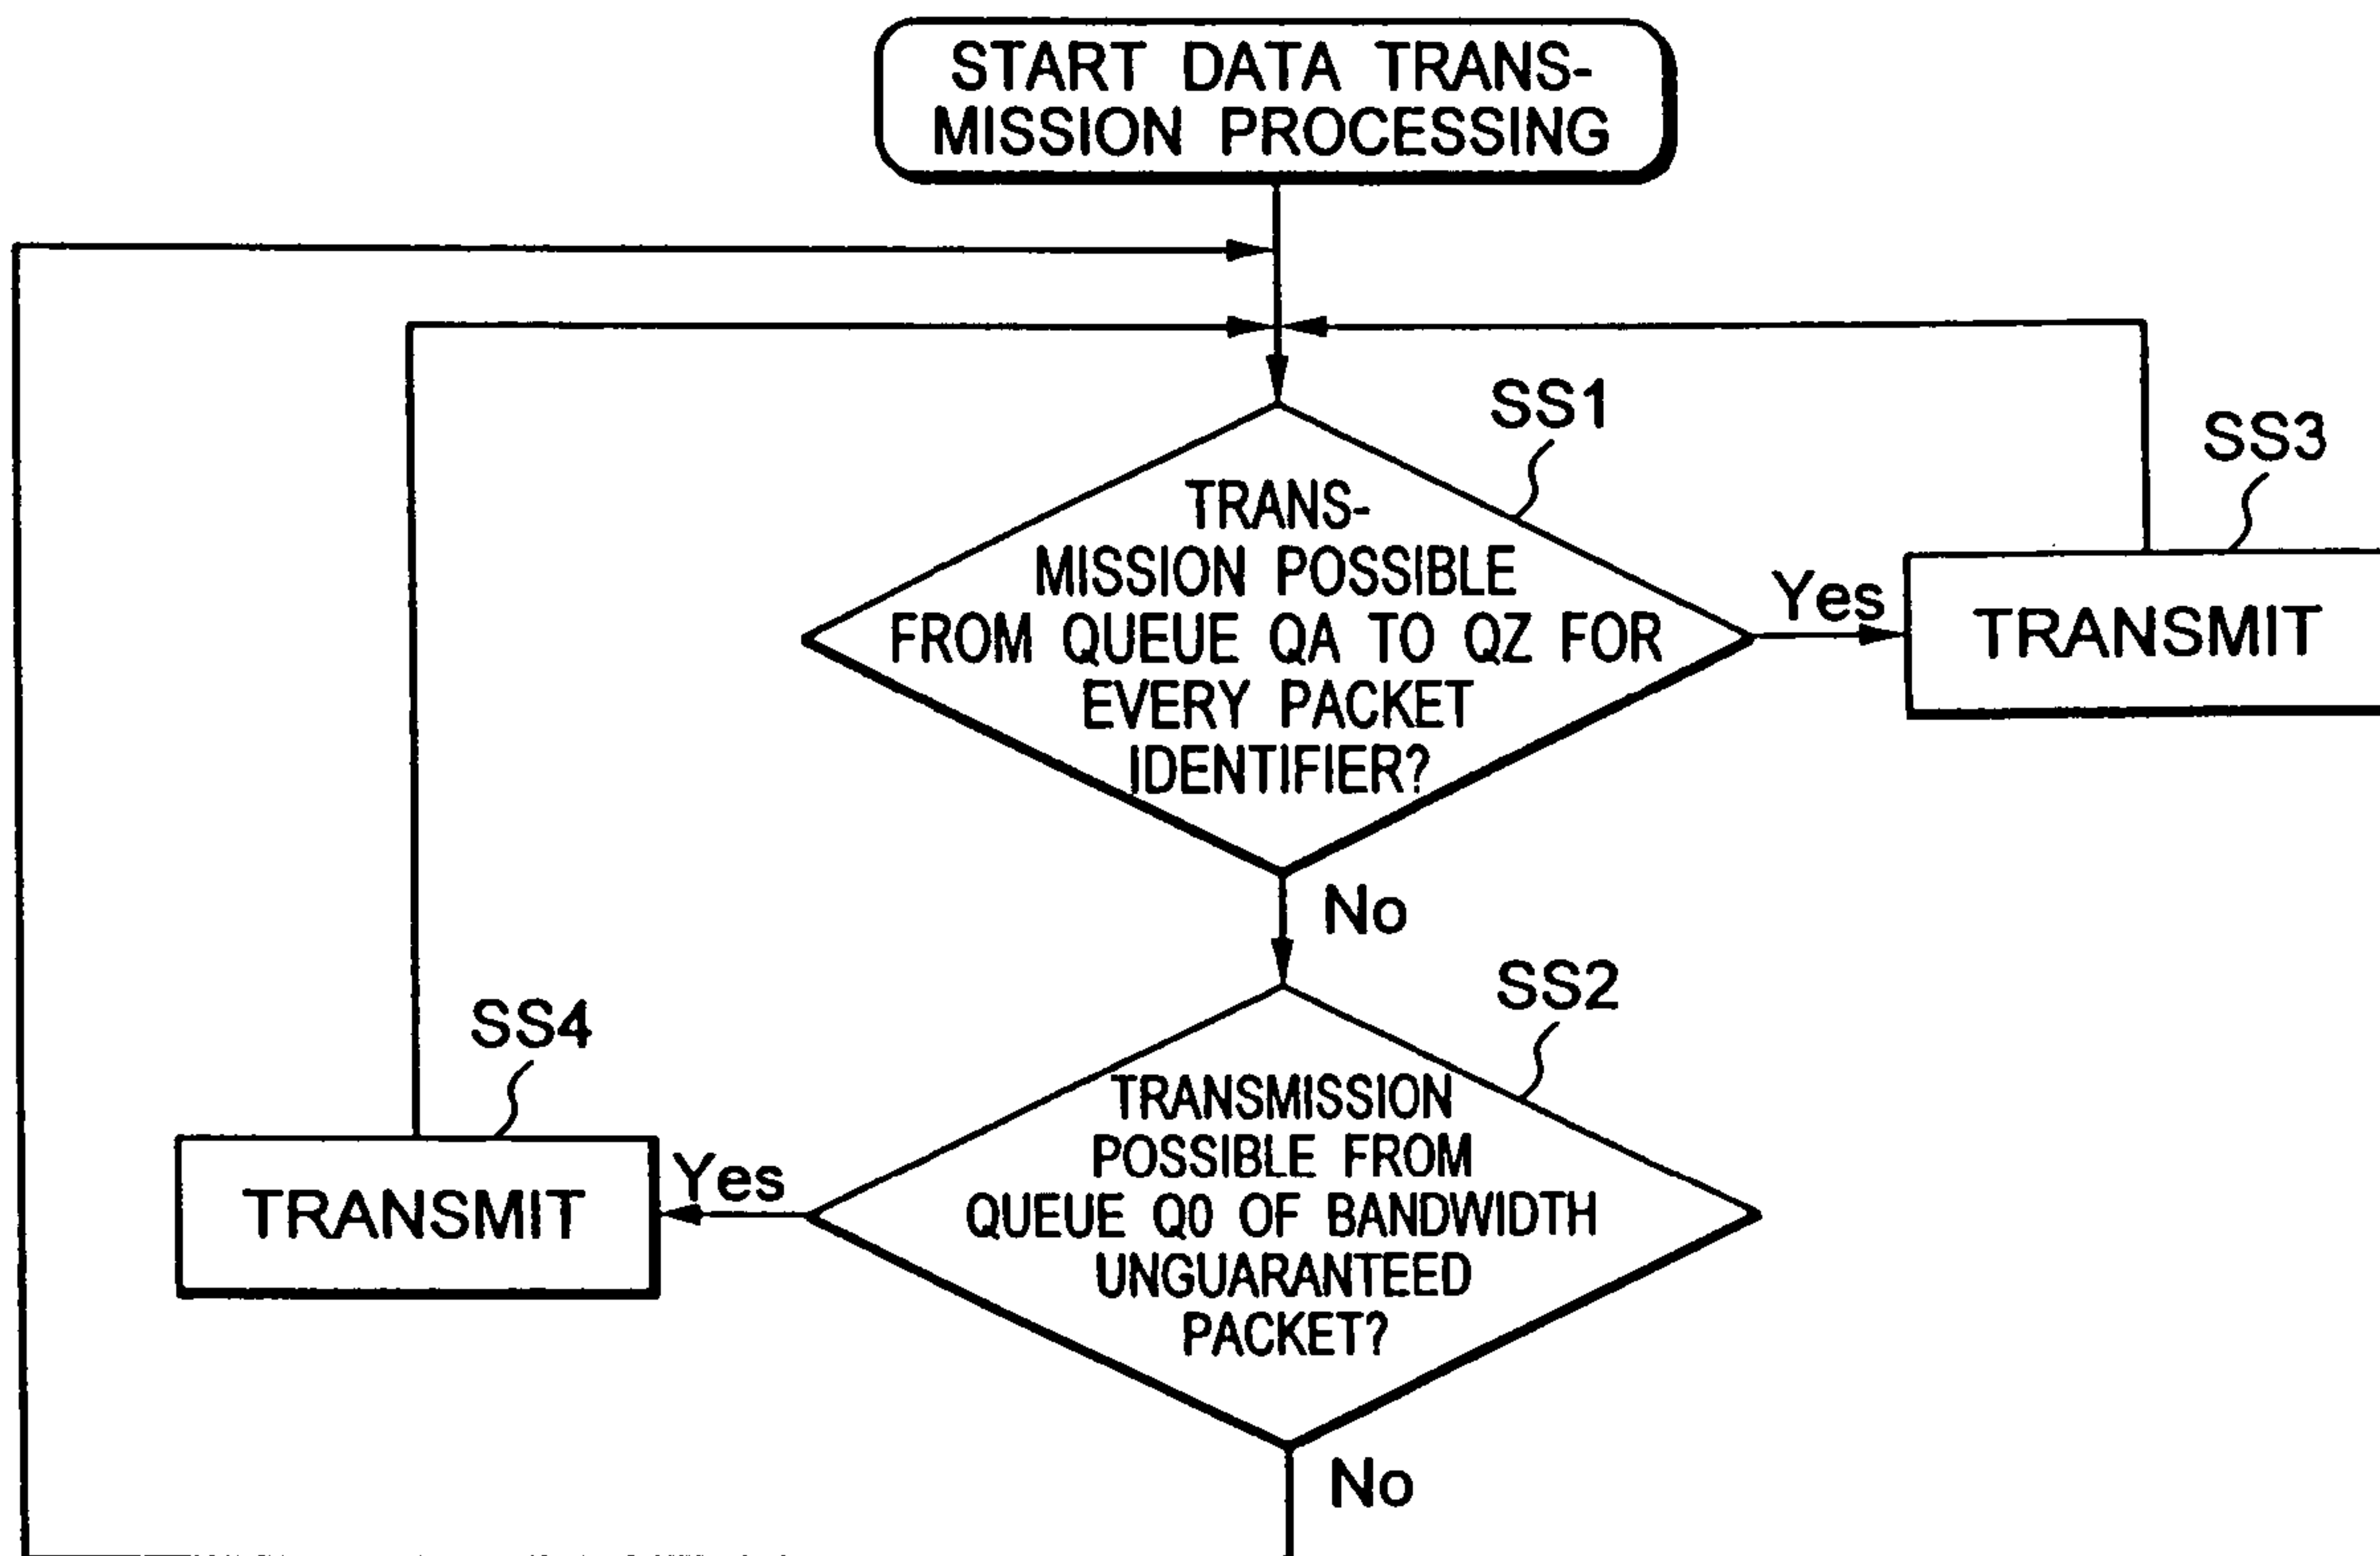 START DATA TRANS-
MISSION PROCESSING
SS1
SS3
TRANS-
MISSION POSSIBLE
FROM QUEUE QA TO QZ FOR
EVERY PACKET
IDENTIFIER?
Yes
TRANSMIT
No
SS2
SS4
TRANSMISSION
POSSIBLE FROM
QUEUE Q0 OF BANDWIDTH
UNGUARANTEED
PACKET?
Yes
TRANSMIT
No